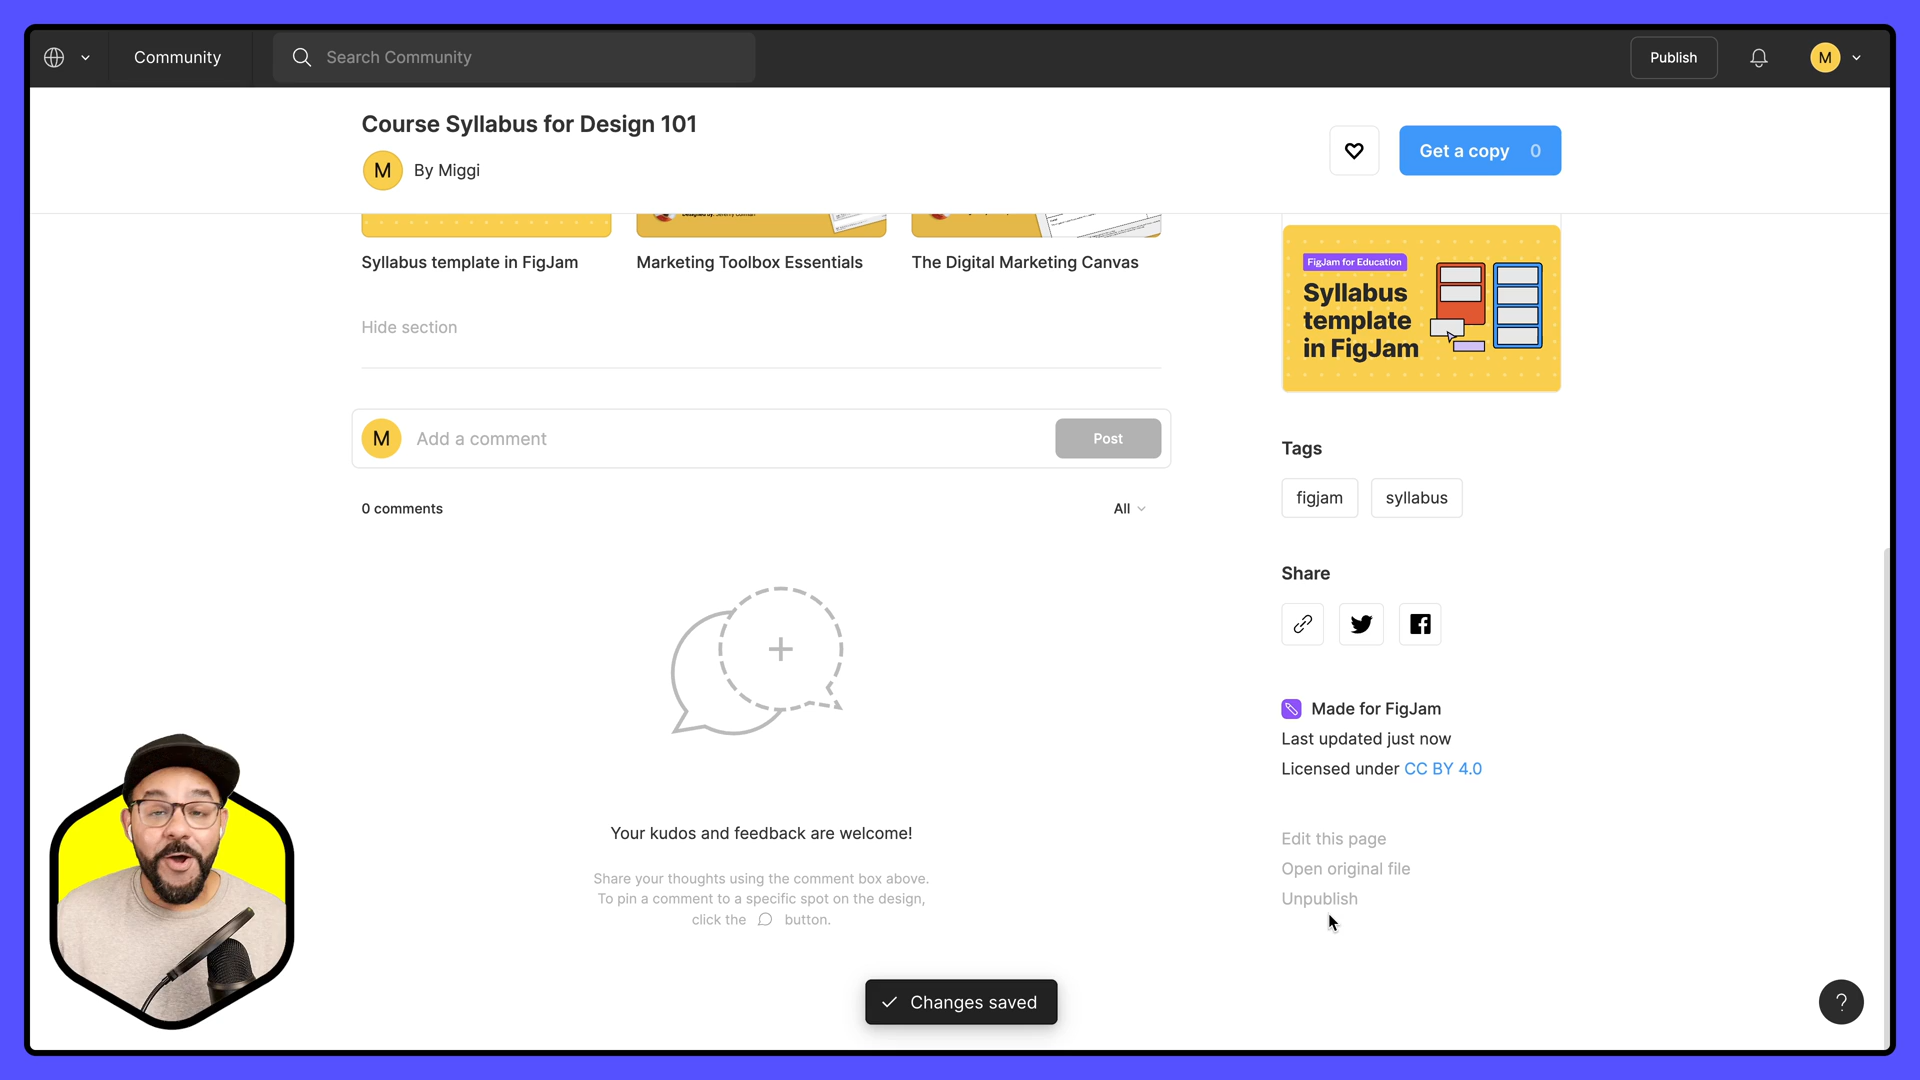 Community
Search Community
Publish
M
Course Syllabus for Design 101
M
By Miggi
Get a copy 0
Syllabus template in FigJam
Marketing Toolbox Essentials
The Digital Marketing Canvas
Hide section
M
Add a comment
Post
0 comments
All
Your kudos and feedback are welcome!
Share your thoughts using the comment box above.
To pin a comment to a specific spot on the design,
click the button.
FigJam for Education
Syllabus
template
in FigJam
Tags
figjam
syllabus
Share
Made for FigJam
Last updated just now
Licensed under CC BY 4.0
Edit this page
Open original file
Unpublish
Changes saved
?